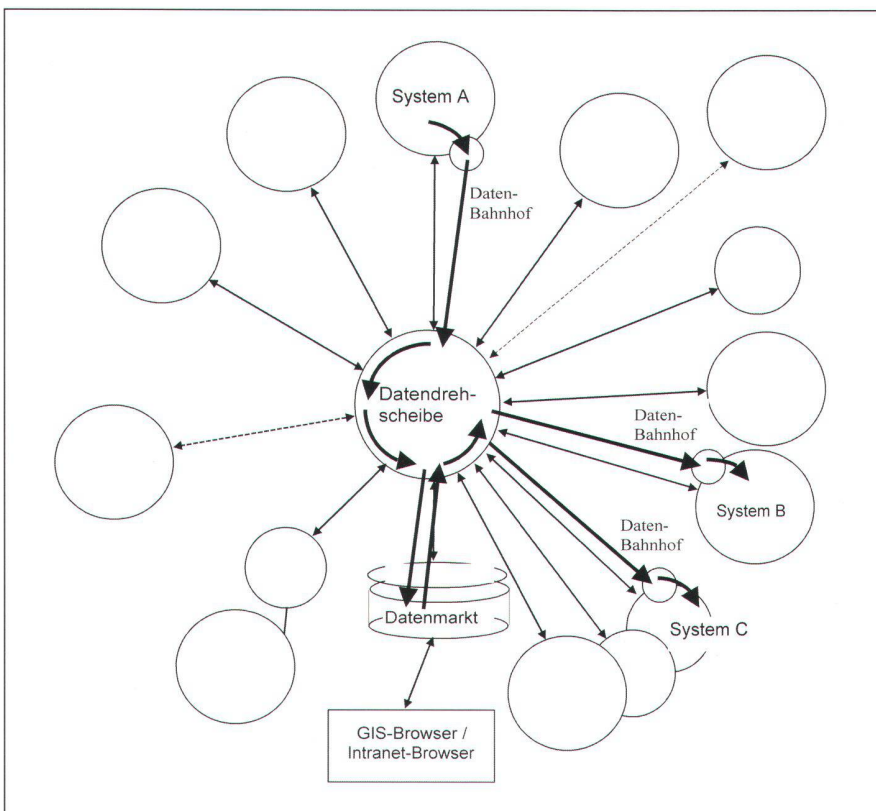 System A
Daten-
Bahnhof
Datendreh-
scheibe
Daten-
Bahnhof
System B
Daten-
Bahnhof
System C
Datenmarkt
GIS-Browser /
Intranet-Browser